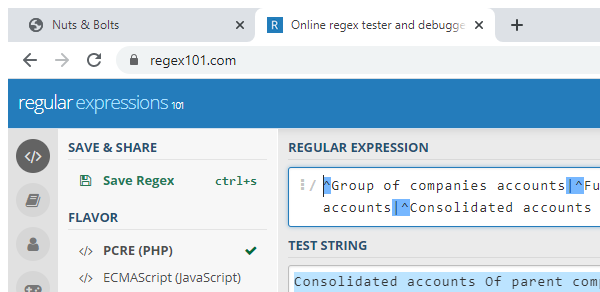 Nuts & Bolts
Online regex tester and debugge
regex101.com
regular expressions 101
SAVE & SHARE
Save Regex ctrl+s
FLAVOR
</> PCRE (PHP)
</> ECMAScript (JavaScript)
REGULAR EXPRESSION
/ ^Group of companies accounts|^Fu
accounts|^Consolidated accounts
TEST STRING
Consolidated accounts Of parent comp